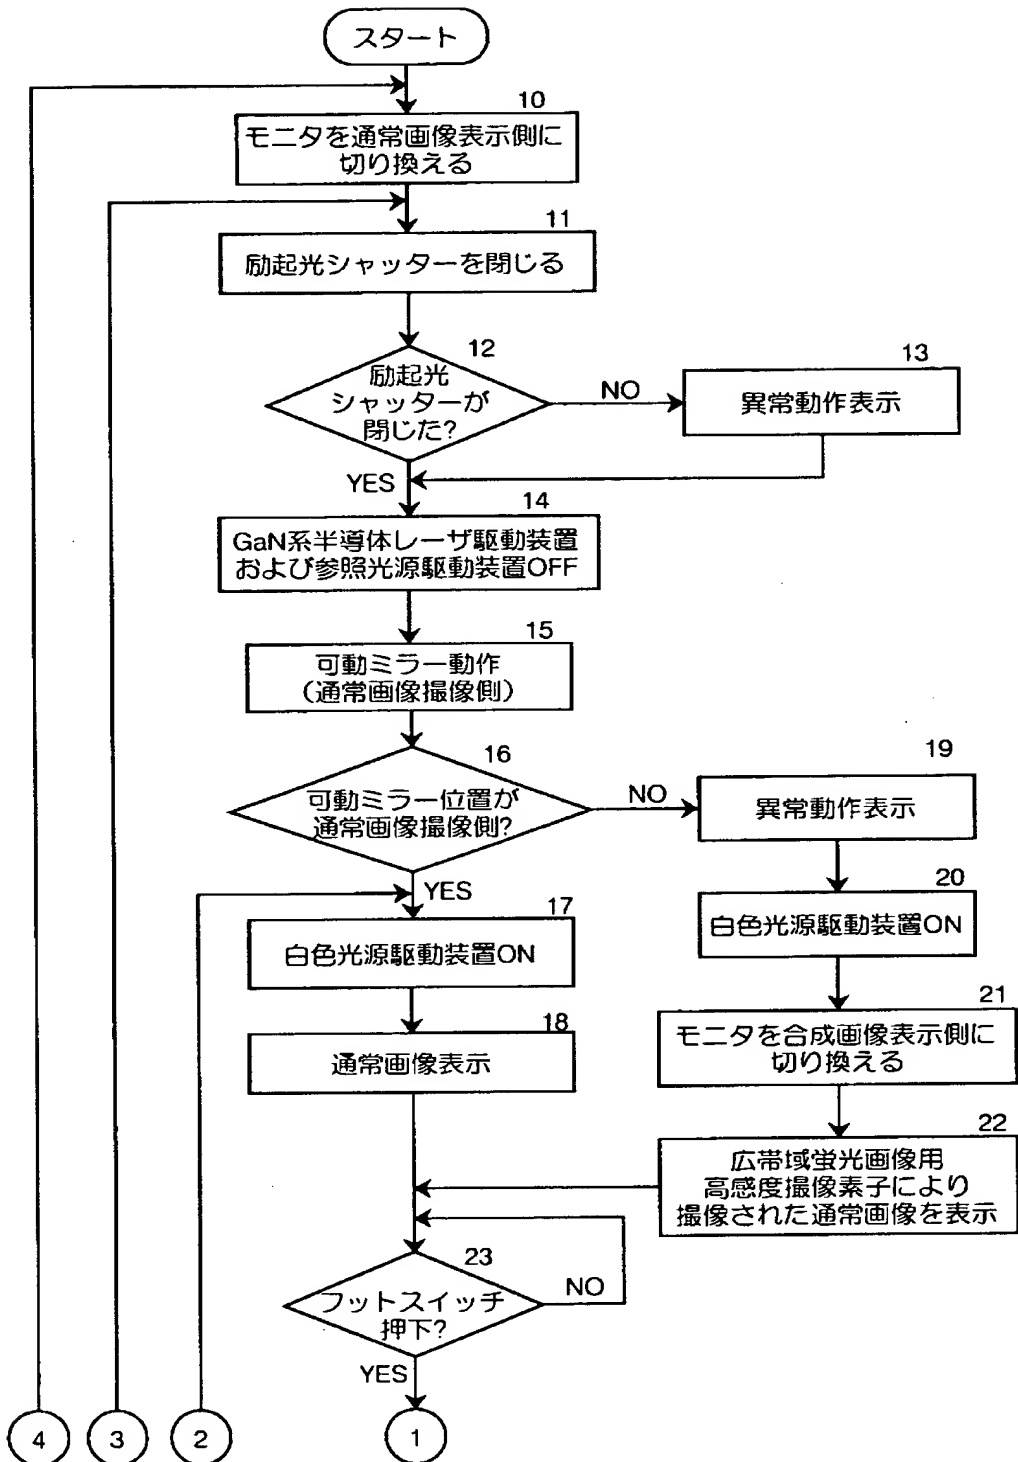 スタート
10
モニタを通常画像表示側に
切り換える
11
励起光シャッターを閉じる
12
励起光
シャッターが
閉じた?
NO
13
異常動作表示
YES
14
GaN系半導体レーザ駆動装置
および参照光源駆動装置OFF
15
可動ミラー動作
(通常画像撮像側)
16
可動ミラー位置が
通常画像撮像側?
NO
19
異常動作表示
YES
17
白色光源駆動装置ON
20
白色光源駆動装置ON
18
通常画像表示
21
モニタを合成画像表示側に
切り換える
22
広帯域蛍光画像用
高感度撮像素子により
撮像された通常画像を表示
23
フットスイッチ
押下?
NO
YES
4
3
2
1